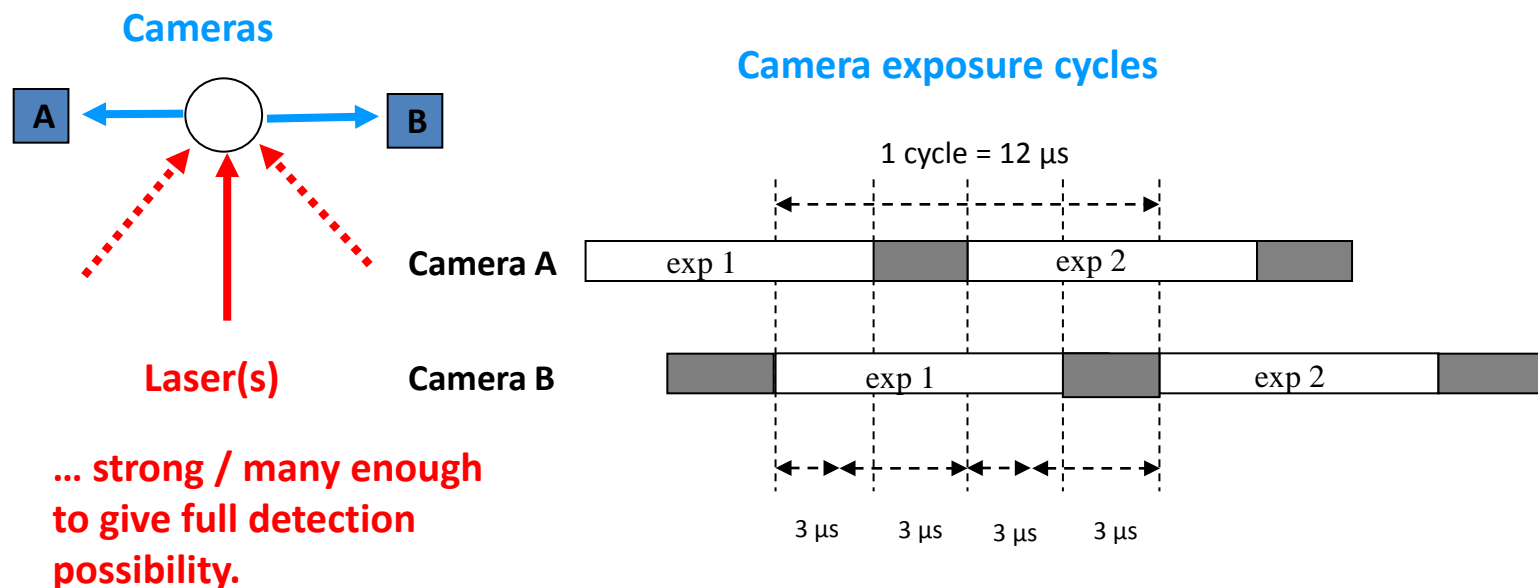 Cameras
A
B
Camera exposure cycles
1 cycle = 12 µs
Camera A
exp 1
exp 2
Laser(s)
Camera B
exp 1
exp 2
… strong / many enough
to give full detection
possibility.
3 µs
3 µs
3 µs
3 µs